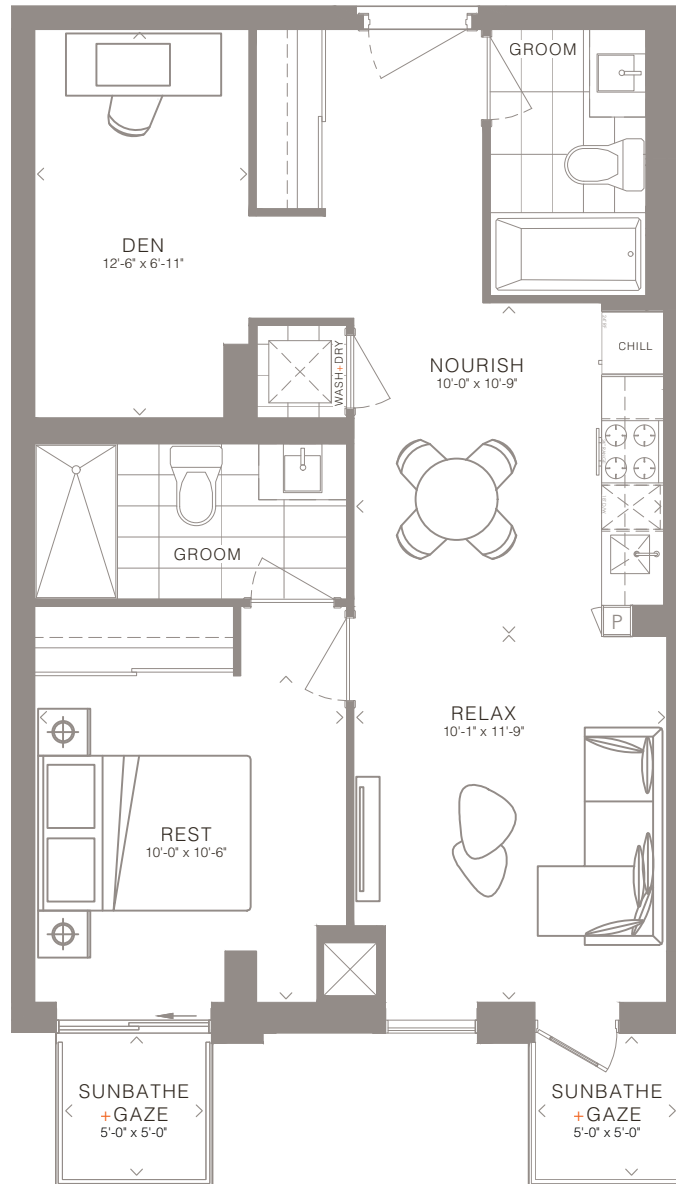 GROOM
DEN
12'-6" x 6'-11"
WASH+DRY
NOURISH
10'-0" x 10'-9"
CHILL
GROOM
P
RELAX
10'-1" x 11'-9"
REST
10'-0" x 10'-6"
SUNBATHE
+GAZE
5'-0" x 5'-0"
SUNBATHE
+GAZE
5'-0" x 5'-0"